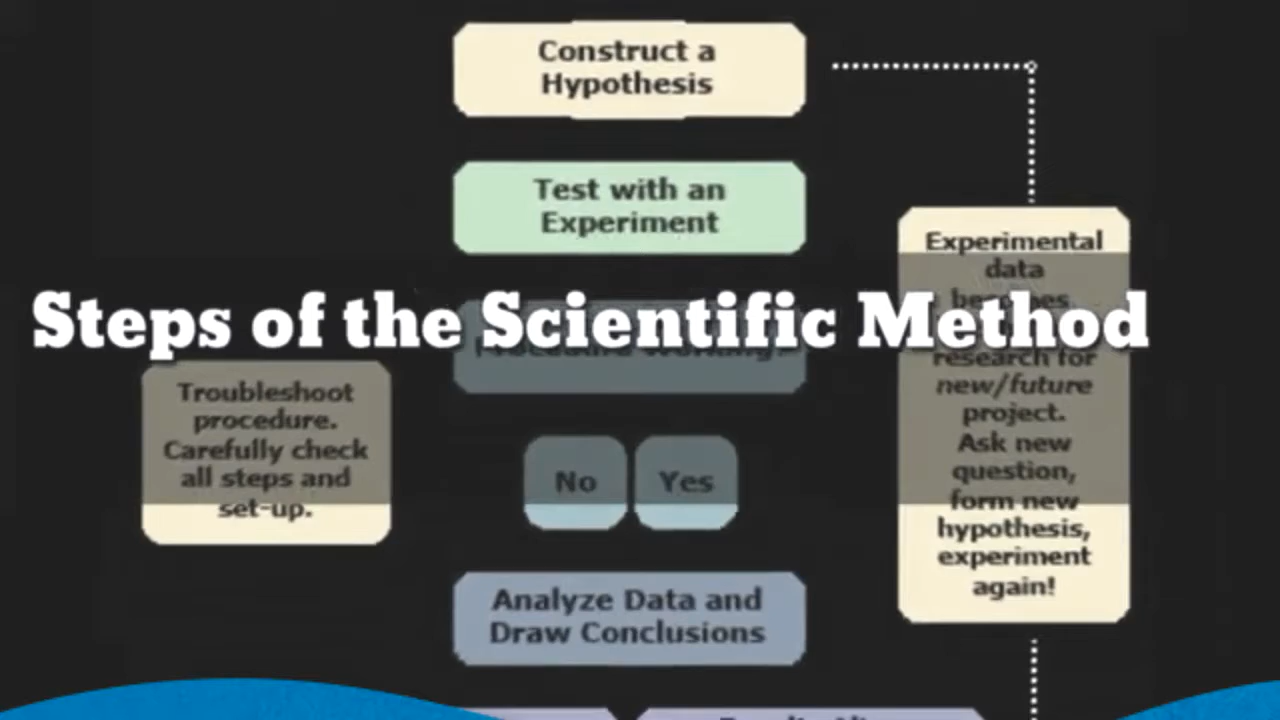 Construct a
Hypothesis
Test with an
Experiment
Steps of the Scientific Method
Experimental
data
research for
new/future
project.
Ask new
question,
form new
hypothesis,
experiment
again!
Troubleshoot
procedure.
Carefully check
all steps and
set-up.
No
Yes
Analyze Data and
Draw Conclusions